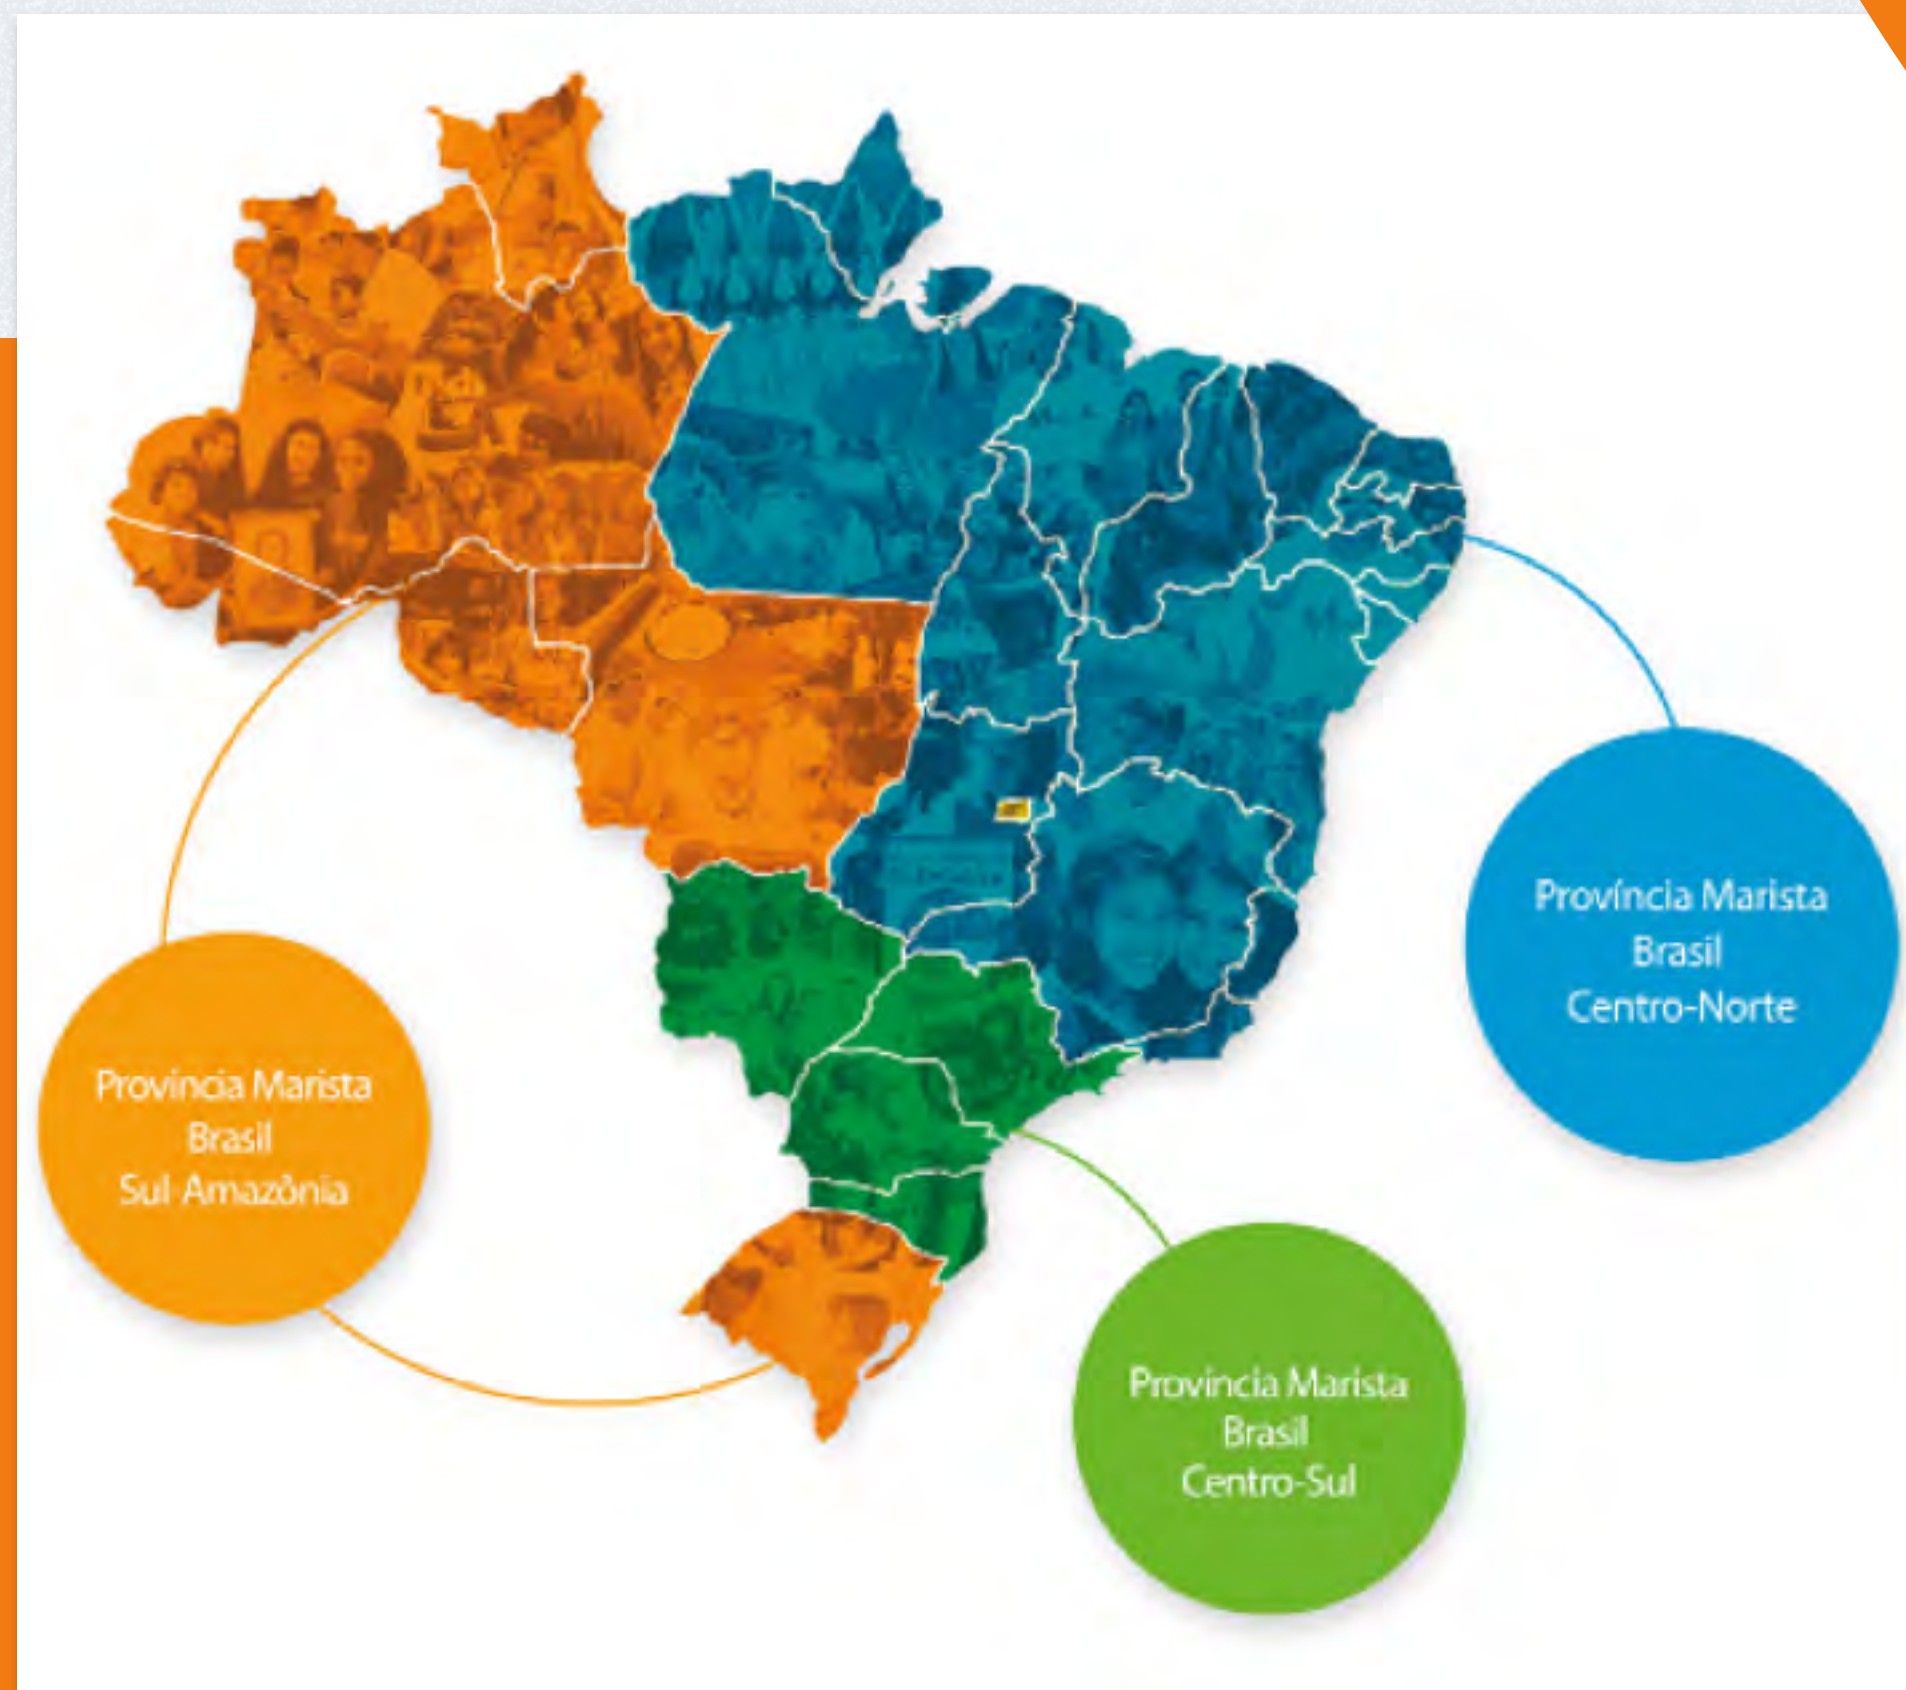 Província Marista
Brasil
Centro-Norte
Província Marista
Brasil
Sul-Amazônia
Província Marista
Brasil
Centro-Sul